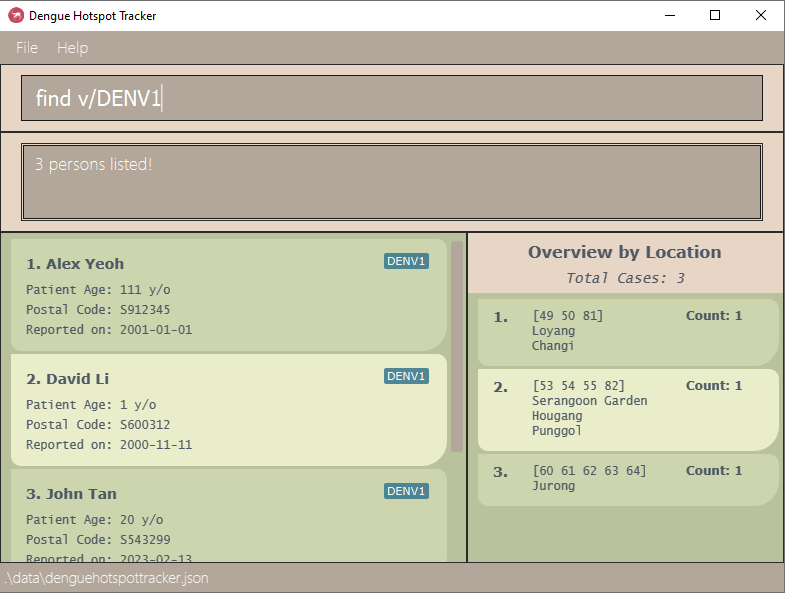 Dengue Hotspot Tracker
File Help
find v/DENV1
3 persons listed!
1. Alex Yeoh DENV1
Patient Age: 111 y/o
Postal Code: S912345
Reported on: 2001-01-01
2. David Li DENV1
Patient Age: 1 y/o
Postal Code: S600312
Reported on: 2000-11-11
3. John Tan DENV1
Patient Age: 20 y/o
Postal Code: S543299
Reported on: 2023-02-13
Overview by Location
Total Cases: 3
1. [49 50 81] Count: 1
Loyang
Changi
2. [53 54 55 82] Count: 1
Serangoon Garden
Hougang
Punggol
3. [60 61 62 63 64] Count: 1
Jurong
.\data\denguehotspottracker.json